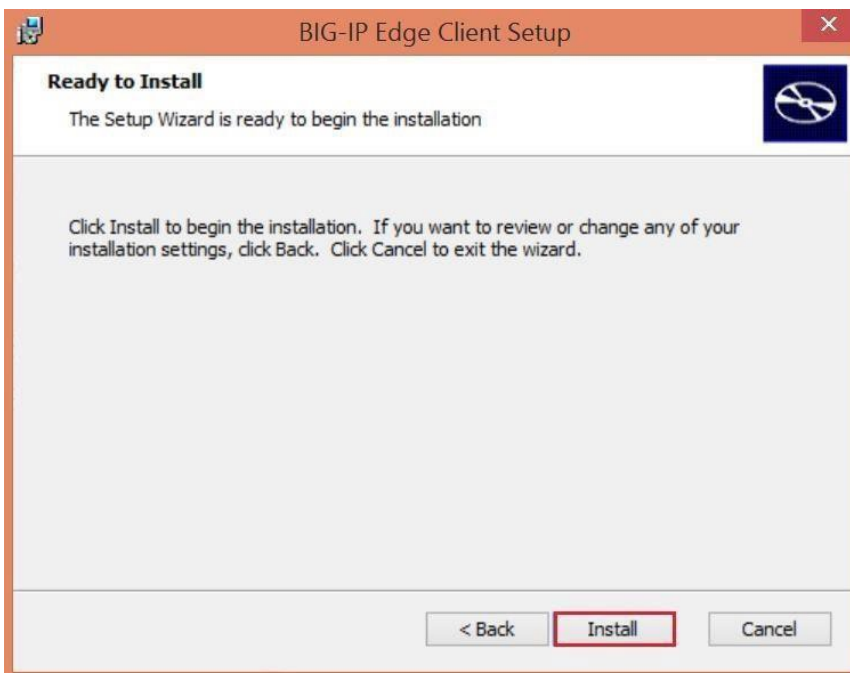 BIG-IP Edge Client Setup
Ready to Install
The Setup Wizard is ready to begin the installation
Click Install to begin the installation. If you want to review or change any of your
installation settings, click Back. Click Cancel to exit the wizard.
< Back Install Cancel